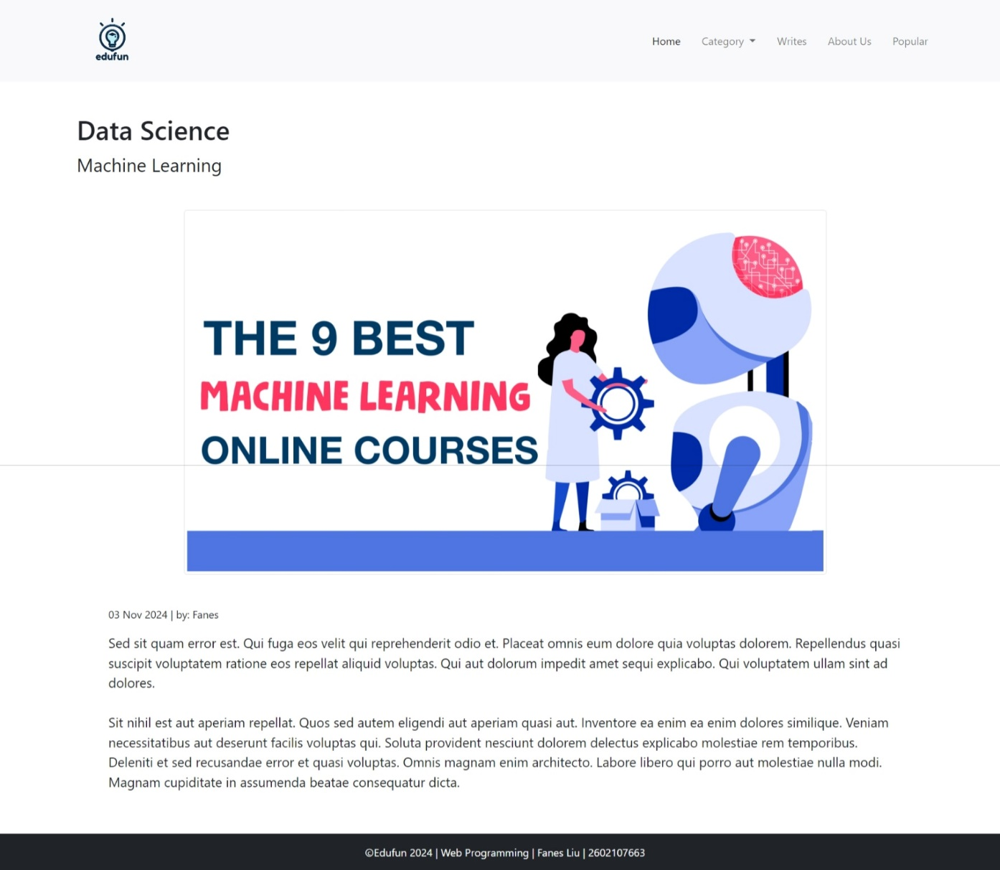 edufun
Home
Category
Writes
About Us
Popular
Data Science
Machine Learning
THE 9 BEST
MACHINE LEARNING
ONLINE COURSES
03 Nov 2024 | by: Fanes
Sed sit quam error est. Qui fuga eos velit qui reprehenderit odio et. Placeat omnis eum dolore quia voluptas dolorem. Repellendus quasi
suscipit voluptatem ratione eos repellat aliquid voluptas. Qui aut dolorum impedit amet sequi explicabo. Qui voluptatem ullam sint ad
dolores.
Sit nihil est aut aperiam repellat. Quos sed autem eligendi aut aperiam quasi aut. Inventore ea enim ea enim dolores similique. Veniam
necessitatibus aut deserunt facilis voluptas qui. Soluta provident nesciunt dolorem delectus explicabo molestiae rem temporibus.
Deleniti et sed recusandae error et quasi voluptas. Omnis magnam enim architecto. Labore libero qui porro aut molestiae nulla modi.
Magnam cupiditate in assumenda beatae consequatur dicta.
©Edufun 2024 | Web Programming | Fanes Liu | 2602107663